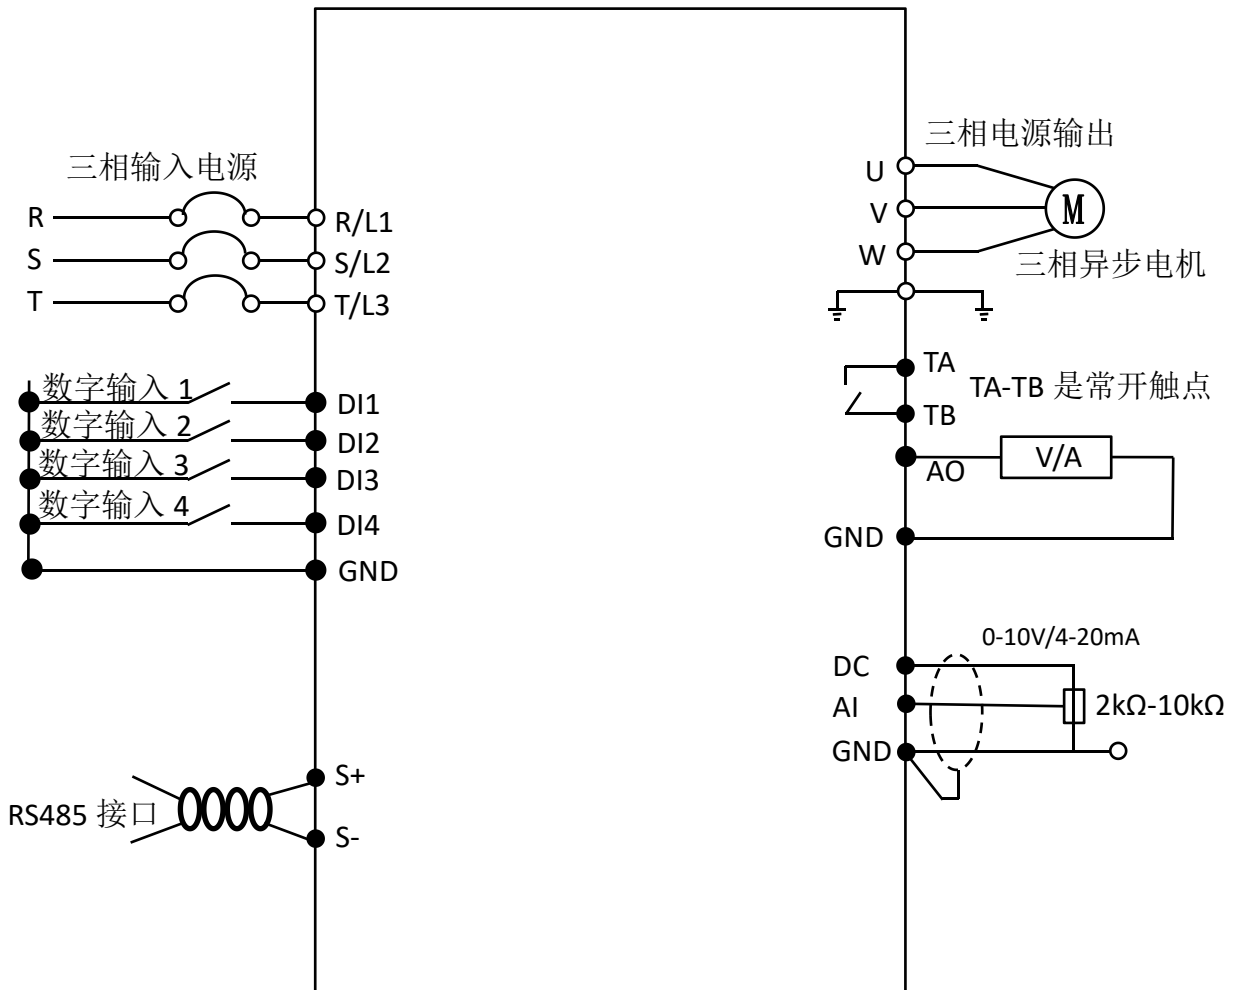 三相输入电源
R
R/L1
S
S/L2
T
T/L3
数字输入 1
DI1
数字输入 2
DI2
数字输入 3
DI3
数字输入 4
DI4
GND
S+
RS485 接口
S-
三相电源输出
U
V
M
W
三相异步电机
TA
TA-TB 是常开触点
TB
AO
V/A
GND
0-10V/4-20mA
DC
AI
2kΩ-10kΩ
GND